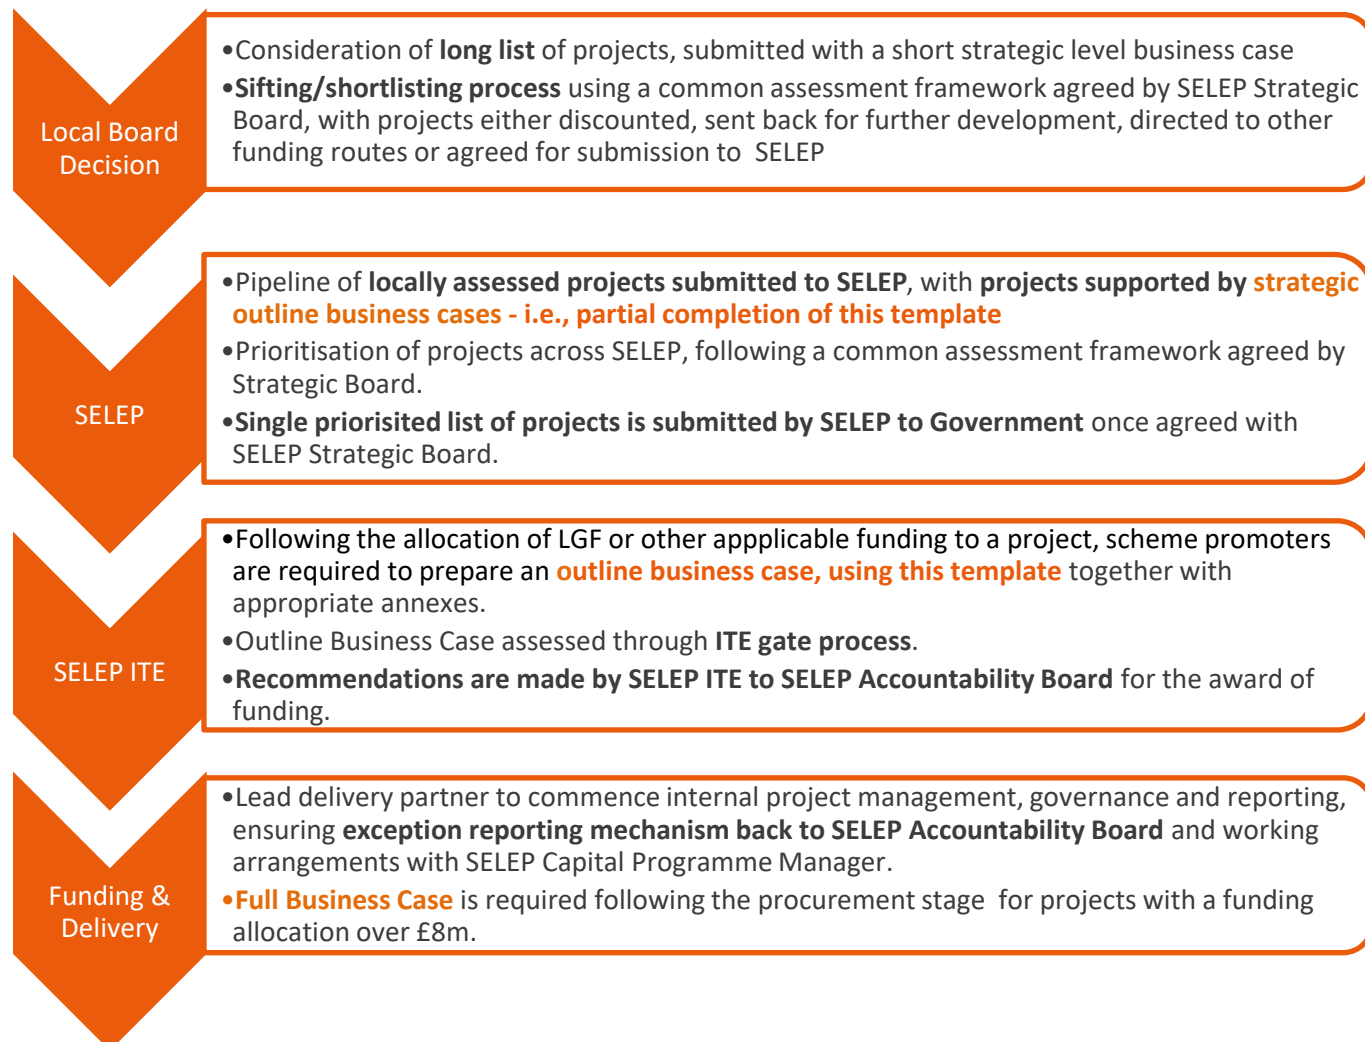 Local Board
Decision
•Consideration of long list of projects, submitted with a short strategic level business case
•Sifting/shortlisting process using a common assessment framework agreed by SELEP Strategic
Board, with projects either discounted, sent back for further development, directed to other
funding routes or agreed for submission to SELEP
SELEP
•Pipeline of locally assessed projects submitted to SELEP, with projects supported by strategic
outline business cases - i.e., partial completion of this template
•Prioritisation of projects across SELEP, following a common assessment framework agreed by
Strategic Board.
•Single priorisited list of projects is submitted by SELEP to Government once agreed with
SELEP Strategic Board.
SELEP ITE
•Following the allocation of LGF or other appplicable funding to a project, scheme promoters
are required to prepare an outline business case, using this template together with
appropriate annexes.
•Outline Business Case assessed through ITE gate process.
•Recommendations are made by SELEP ITE to SELEP Accountability Board for the award of
funding.
Funding &
Delivery
•Lead delivery partner to commence internal project management, governance and reporting,
ensuring exception reporting mechanism back to SELEP Accountability Board and working
arrangements with SELEP Capital Programme Manager.
•Full Business Case is required following the procurement stage for projects with a funding
allocation over £8m.